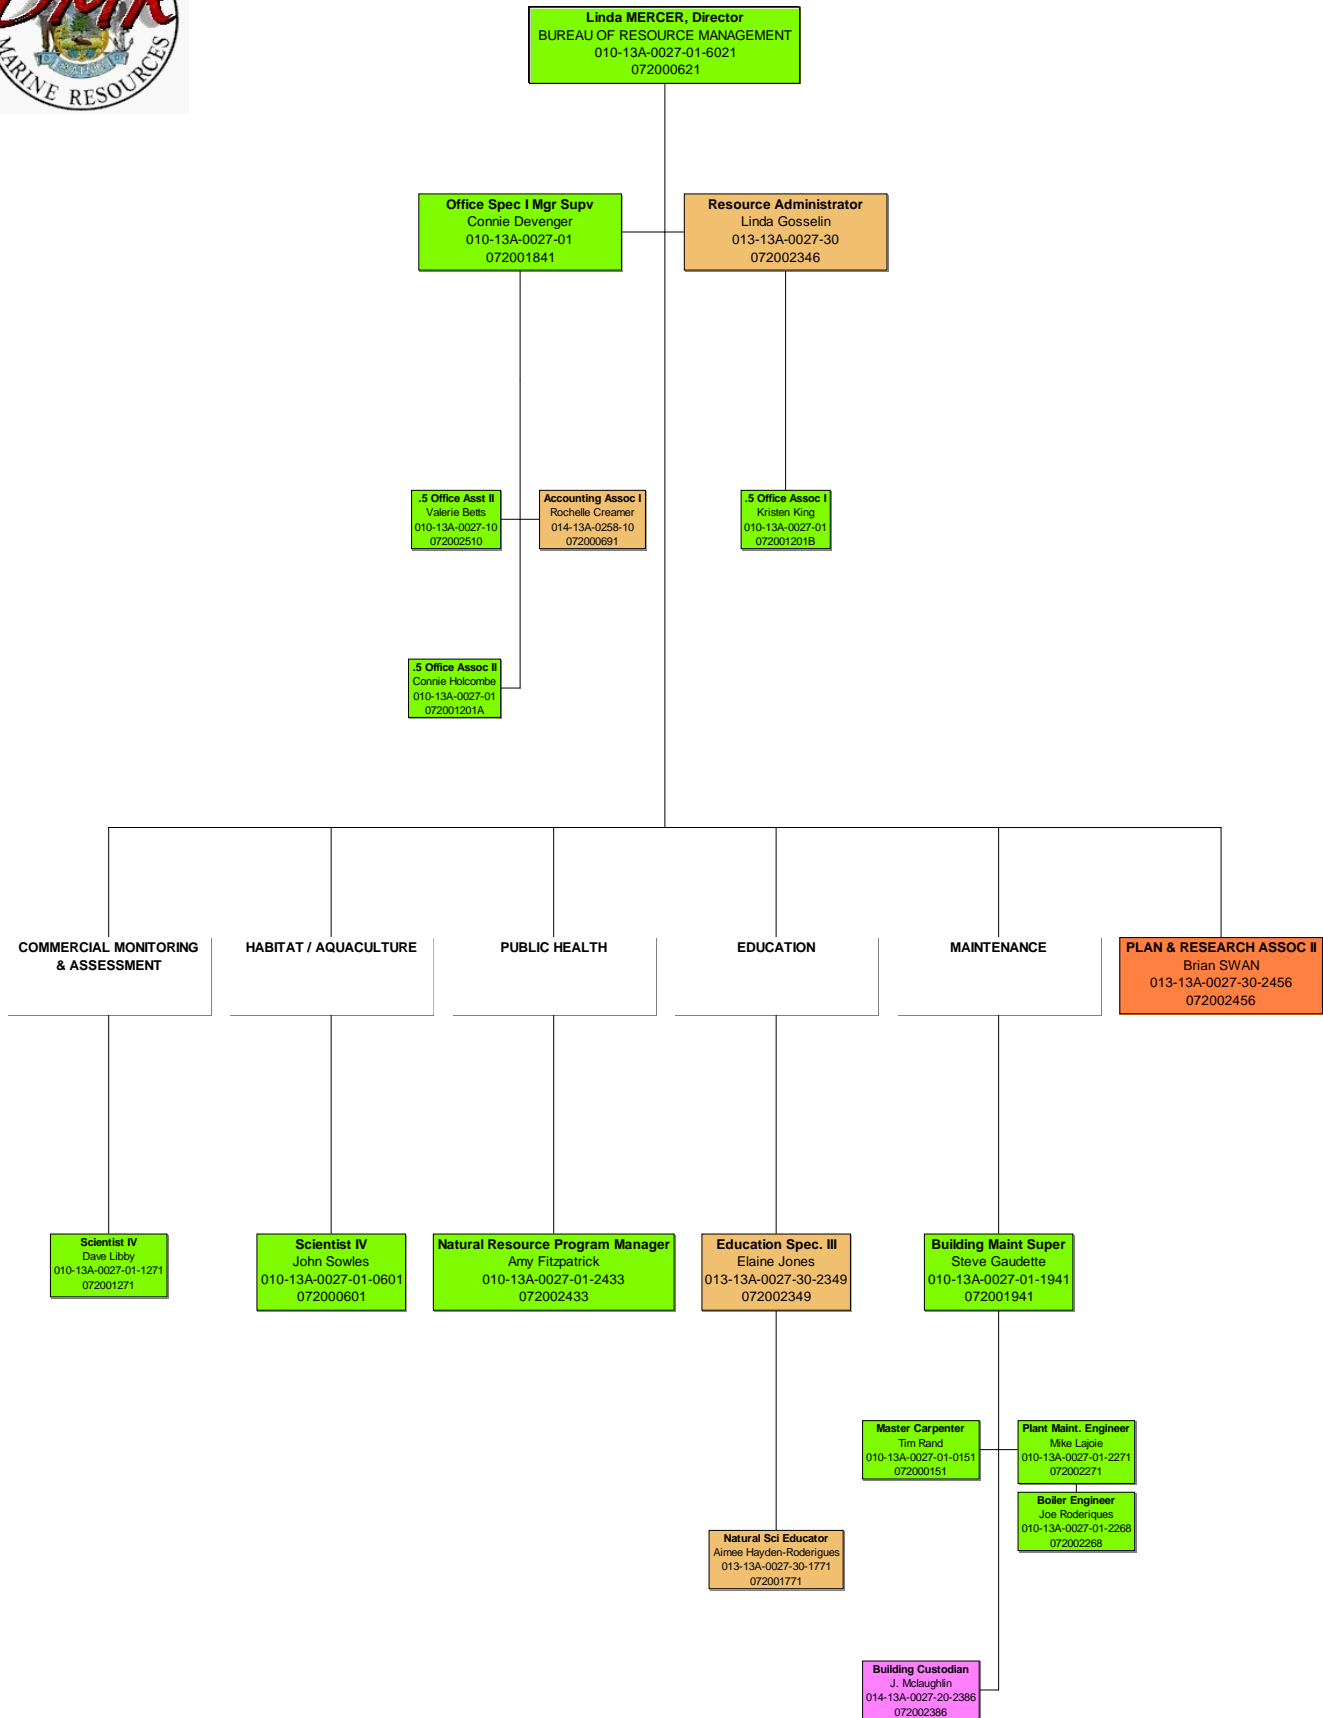 DMR
MARINE RESOURCES
Linda MERCER, Director
BUREAU OF RESOURCE MANAGEMENT
010-13A-0027-01-6021
072000621
Office Spec I Mgr Supv
Connie Devenger
010-13A-0027-01
072001841
Resource Administrator
Linda Gosselin
013-13A-0027-30
072002346
.5 Office Asst II
Valerie Betts
010-13A-0027-10
072002510
Accounting Assoc I
Rochelle Creamer
014-13A-0258-10
072000691
.5 Office Assoc I
Kristen King
010-13A-0027-01
072001201B
.5 Office Assoc II
Connie Holcombe
010-13A-0027-01
072001201A
COMMERCIAL MONITORING
& ASSESSMENT
HABITAT / AQUACULTURE
PUBLIC HEALTH
EDUCATION
MAINTENANCE
PLAN & RESEARCH ASSOC II
Brian SWAN
013-13A-0027-30-2456
072002456
Scientist IV
Dave Libby
010-13A-0027-01-1271
072001271
Scientist IV
John Sowles
010-13A-0027-01-0601
072000601
Natural Resource Program Manager
Amy Fitzpatrick
010-13A-0027-01-2433
072002433
Education Spec. III
Elaine Jones
013-13A-0027-30-2349
072002349
Building Maint Super
Steve Gaudette
010-13A-0027-01-1941
072001941
Master Carpenter
Tim Rand
010-13A-0027-01-0151
072000151
Plant Maint. Engineer
Mike Lajoie
010-13A-0027-01-2271
072002271
Boiler Engineer
Joe Roderiques
010-13A-0027-01-2268
072002268
Natural Sci Educator
Aimee Hayden-Roderigues
013-13A-0027-30-1771
072001771
Building Custodian
J. Mclaughlin
014-13A-0027-20-2386
072002386